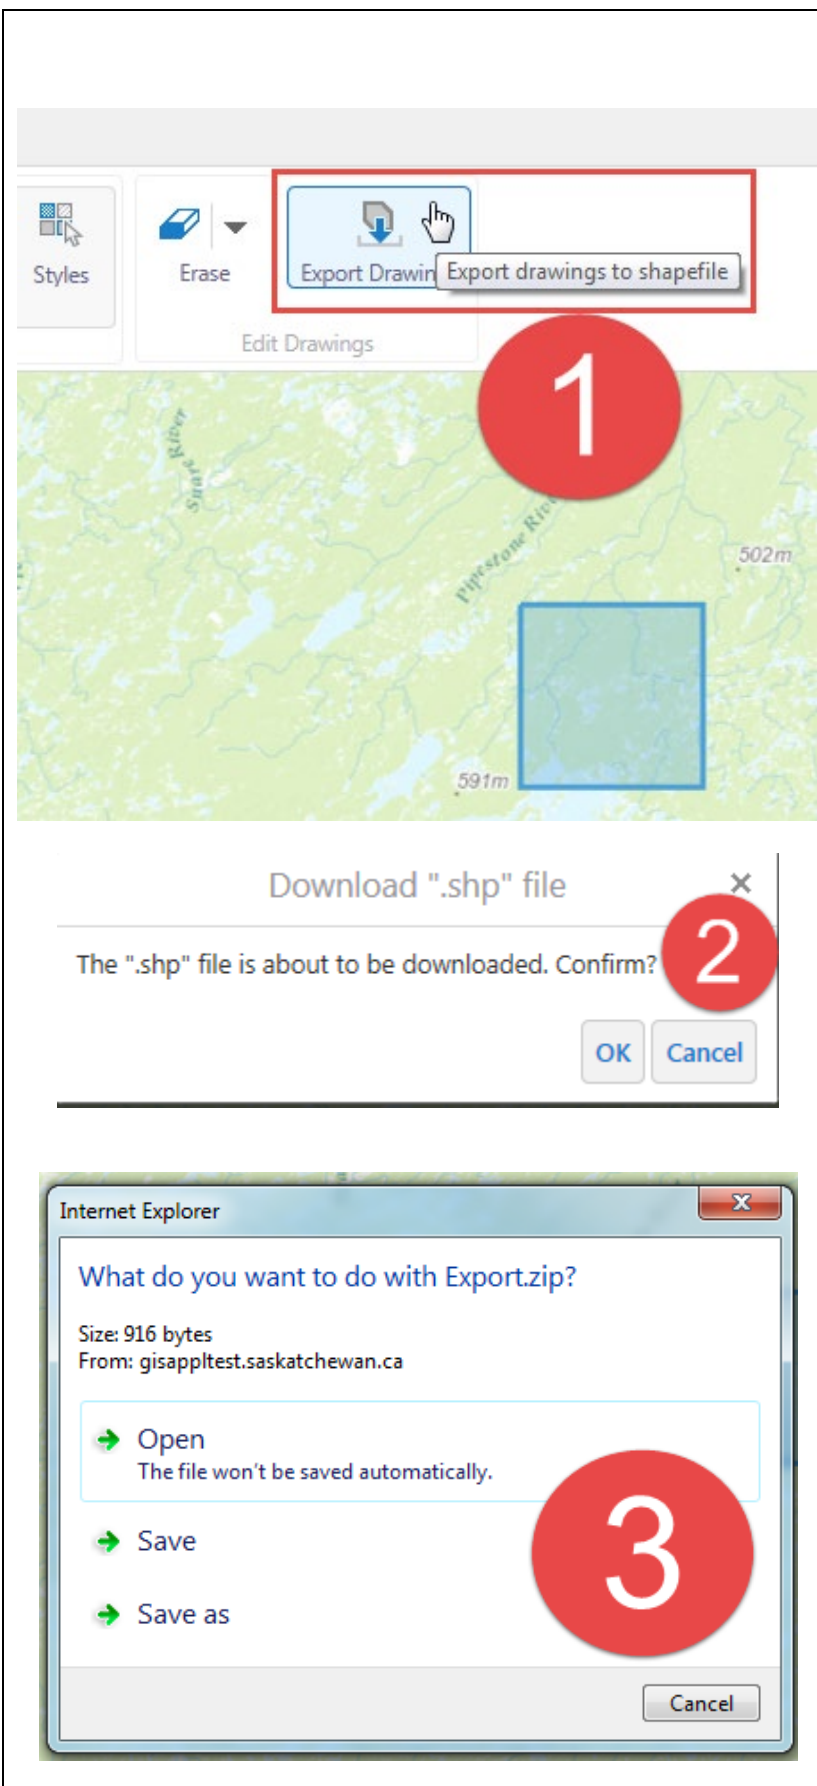 Styles
Erase
Export Drawin
Export drawings to shapefile
Edit Drawings
1
Snare River
Pipestone Riv
502m
591m
Download ".shp" file
The ".shp" file is about to be downloaded. Confirm?
2
OK
Cancel
Internet Explorer
What do you want to do with Export.zip?
Size: 916 bytes
From: gisappltest.saskatchewan.ca
Open
The file won't be saved automatically.
Save
3
Save as
Cancel